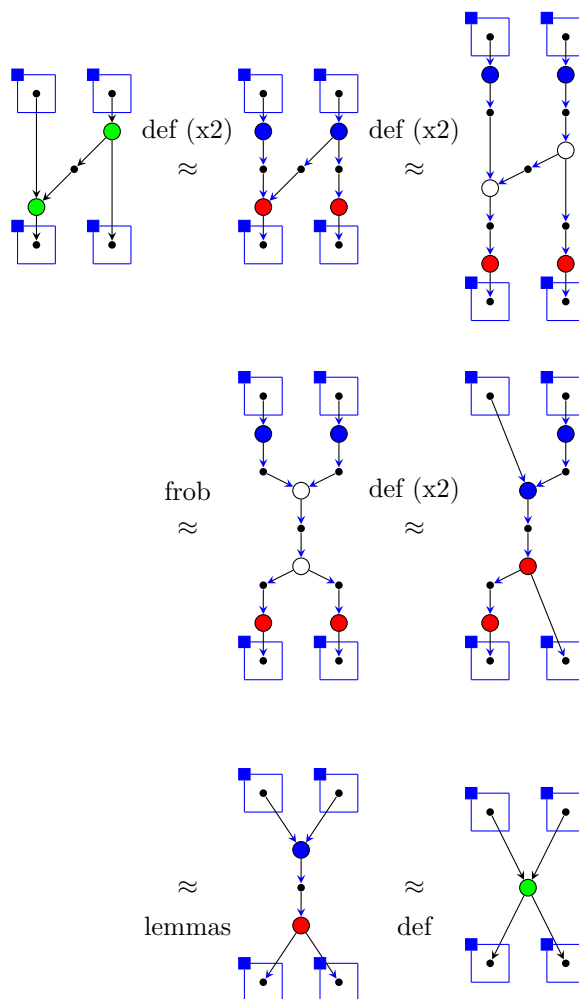 def (x2) def (x2)
≈ ≈
frob def (x2)
≈ ≈
≈ ≈
lemmas def